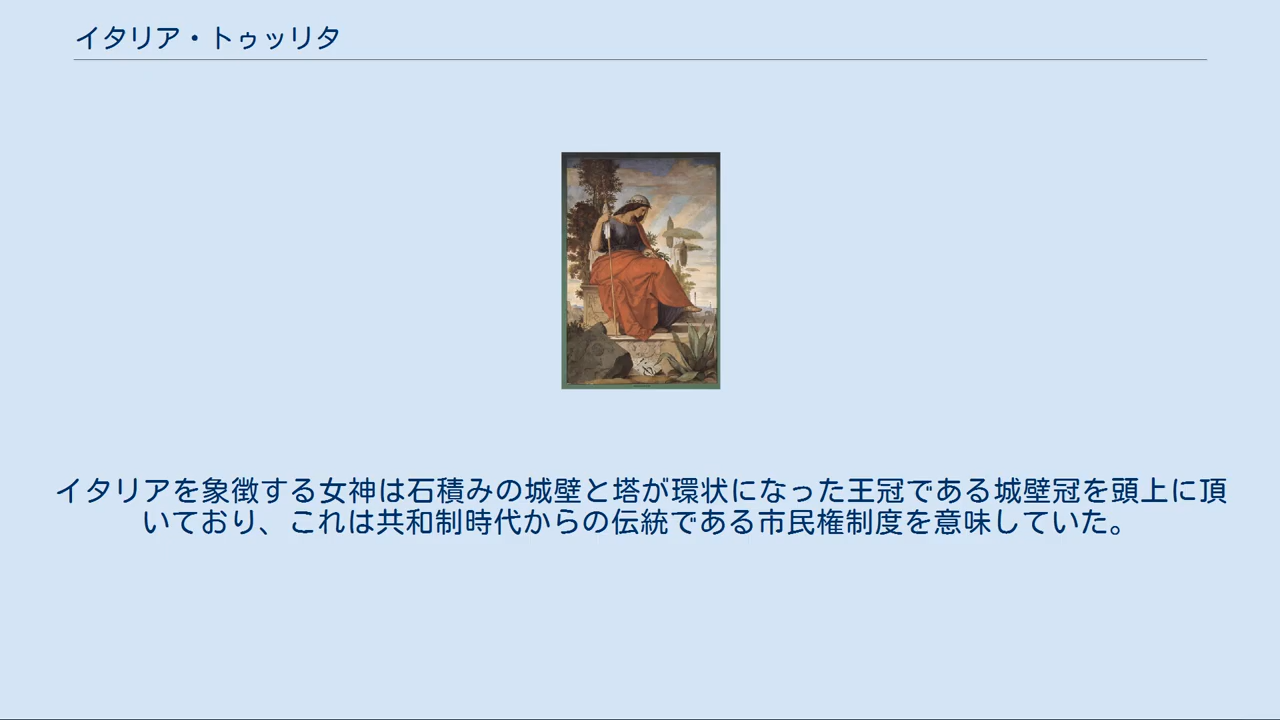 イタリア・トゥッリタ
イタリアを象徴する女神は石積みの城壁と塔が環状になった王冠である城壁冠を頭上に頂
いており、これは共和制時代からの伝統である市民権制度を意味していた。